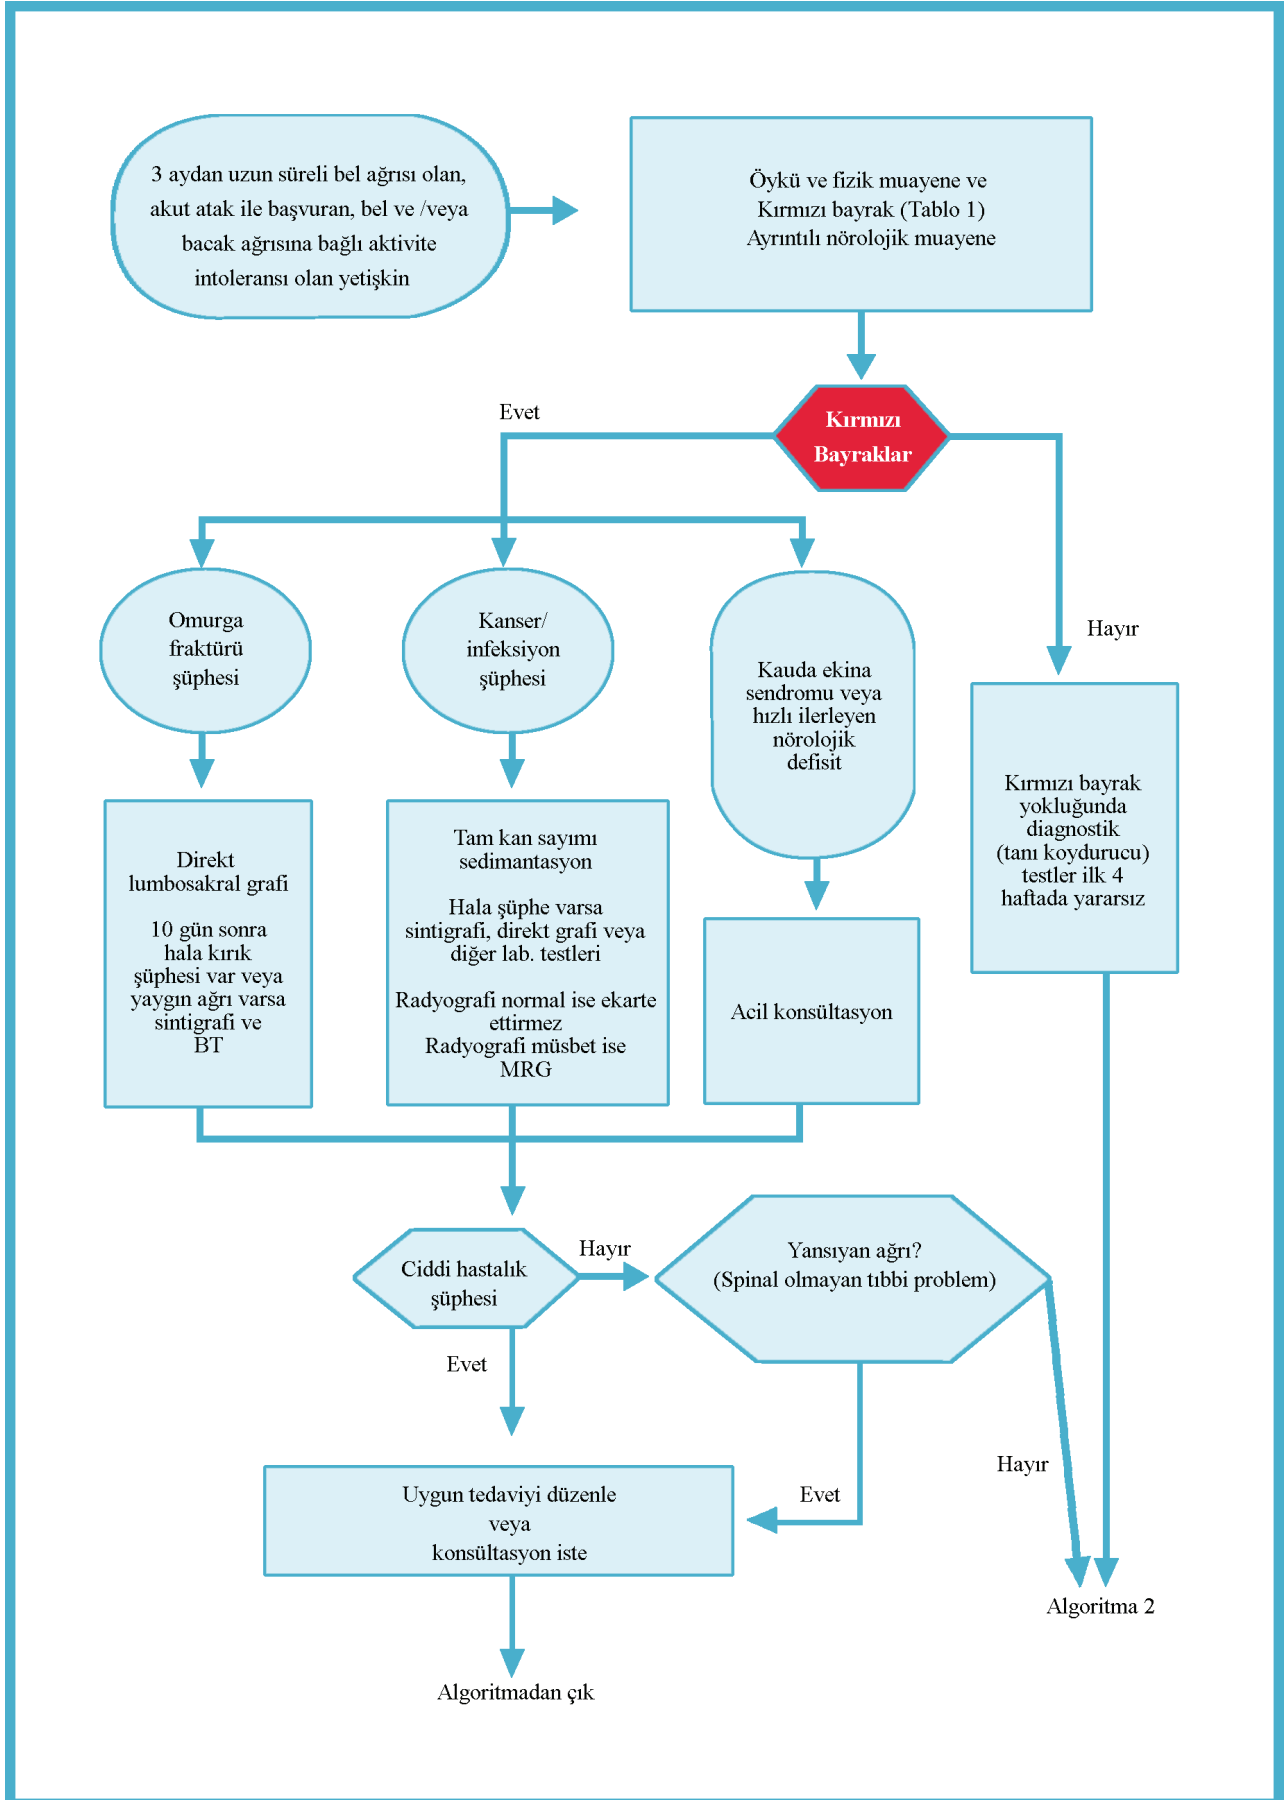 3 aydan uzun süreli bel ağrısı olan,
akut atak ile başvuran, bel ve /veya
bacak ağrısına bağlı aktivite
intoleransı olan yetişkin
Öykü ve fizik muayene ve
Kırmızı bayrak (Tablo 1)
Ayrıntılı nörolojik muayene
Kırmızı
Bayraklar
Evet
Hayır
Omurga
fraktürü
şüphesi
Kanser/
infeksiyon
şüphesi
Kauda ekina
sendromu veya
hızlı ilerleyen
nörolojik
defisit
Kırmızı bayrak
yokluğunda
diagnostik
(tanı koydurucu)
testler ilk 4
haftada yararsız
Direkt
lumbosakral grafi
10 gün sonra
hala kırık
şüphesi var veya
yaygın ağrı varsa
sintigrafi ve
BT
Tam kan sayımı
sedimantasyon
Hala şüphe varsa
sintigrafi, direkt grafi veya
diğer lab. testleri
Radyografi normal ise ekarte
ettirmez
Radyografi müsbet ise
MRG
Acil konsültasyon
Ciddi hastalık
şüphesi
Hayır
Yansıyan ağrı?
(Spinal olmayan tıbbi problem)
Evet
Uygun tedaviyi düzenle
veya
konsültasyon iste
Evet
Hayır
Algoritma 2
Algoritmadan çık